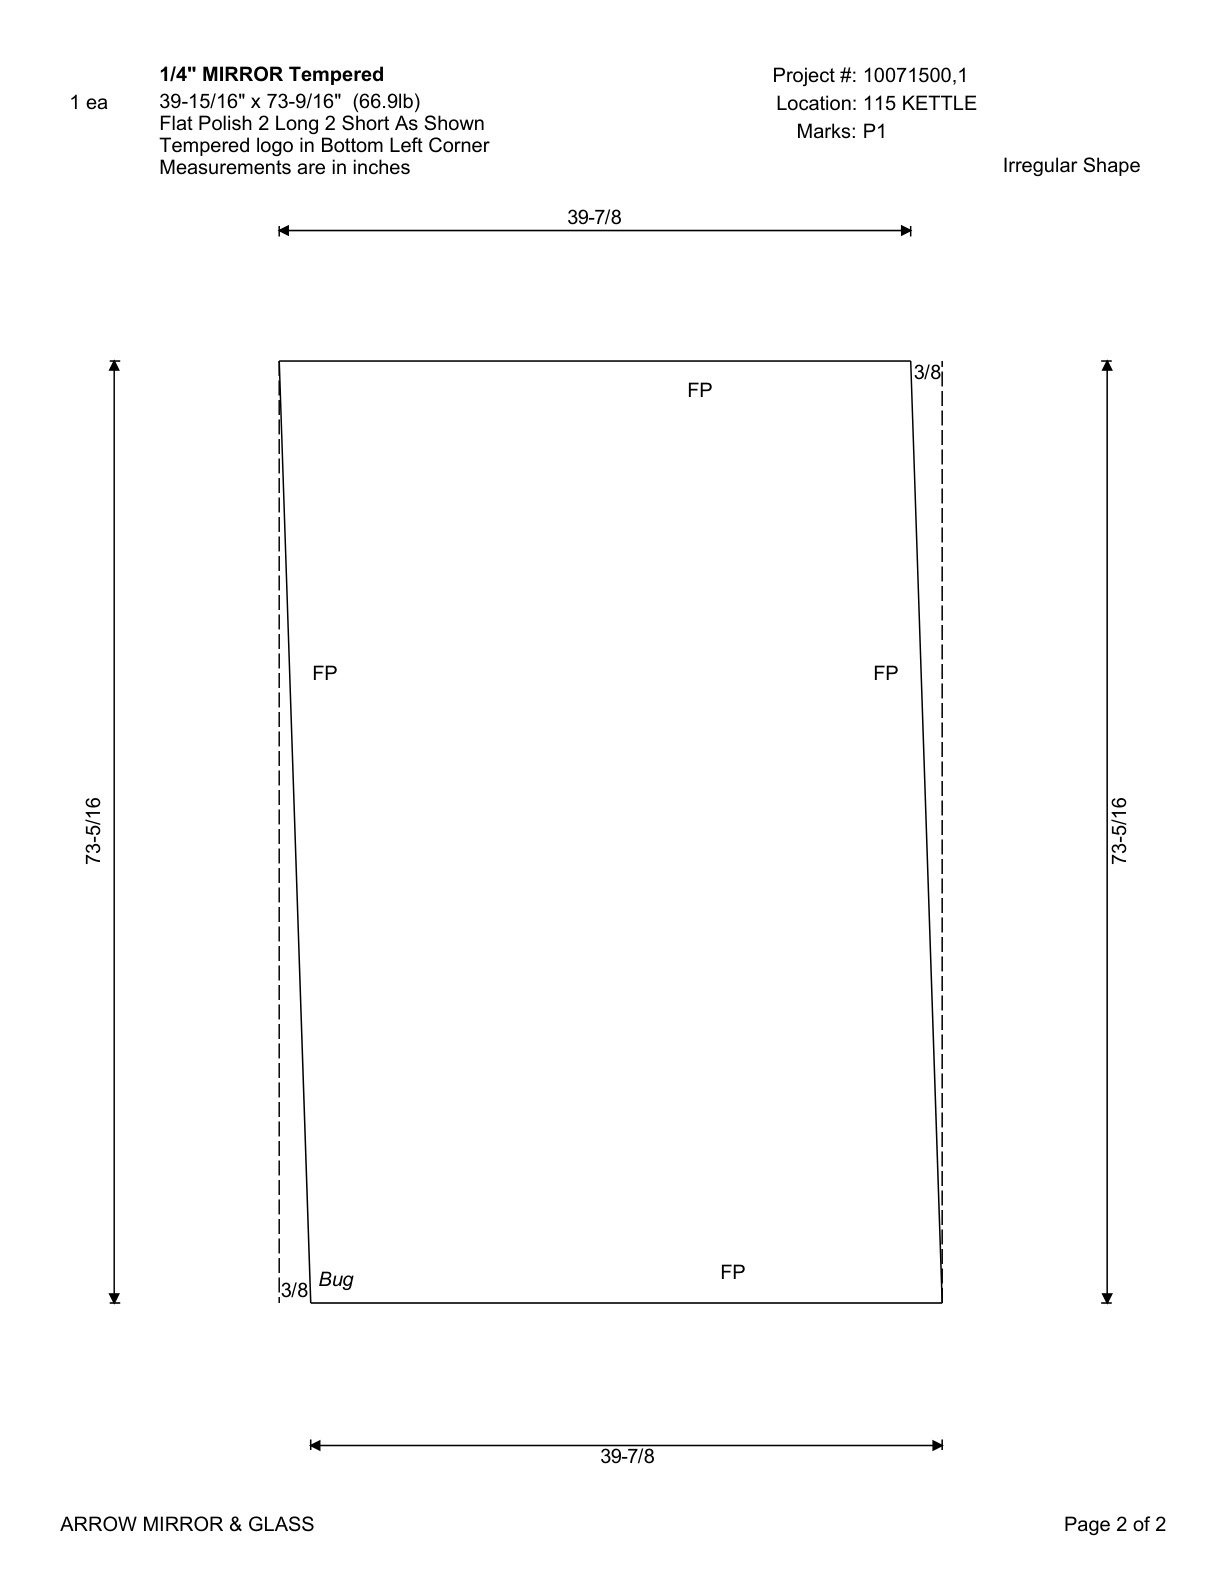 1/4" MIRROR Tempered
1 ea
39-15/16" x 73-9/16" (66.9lb)
Flat Polish 2 Long 2 Short As Shown
Tempered logo in Bottom Left Corner
Measurements are in inches
Project #: 10071500,1
Location: 115 KETTLE
Marks: P1
Irregular Shape
39-7/8
3/8
FP
FP
FP
73-5/16
73-5/16
FP
Bug
3/8
39-7/8
ARROW MIRROR & GLASS
Page 2 of 2